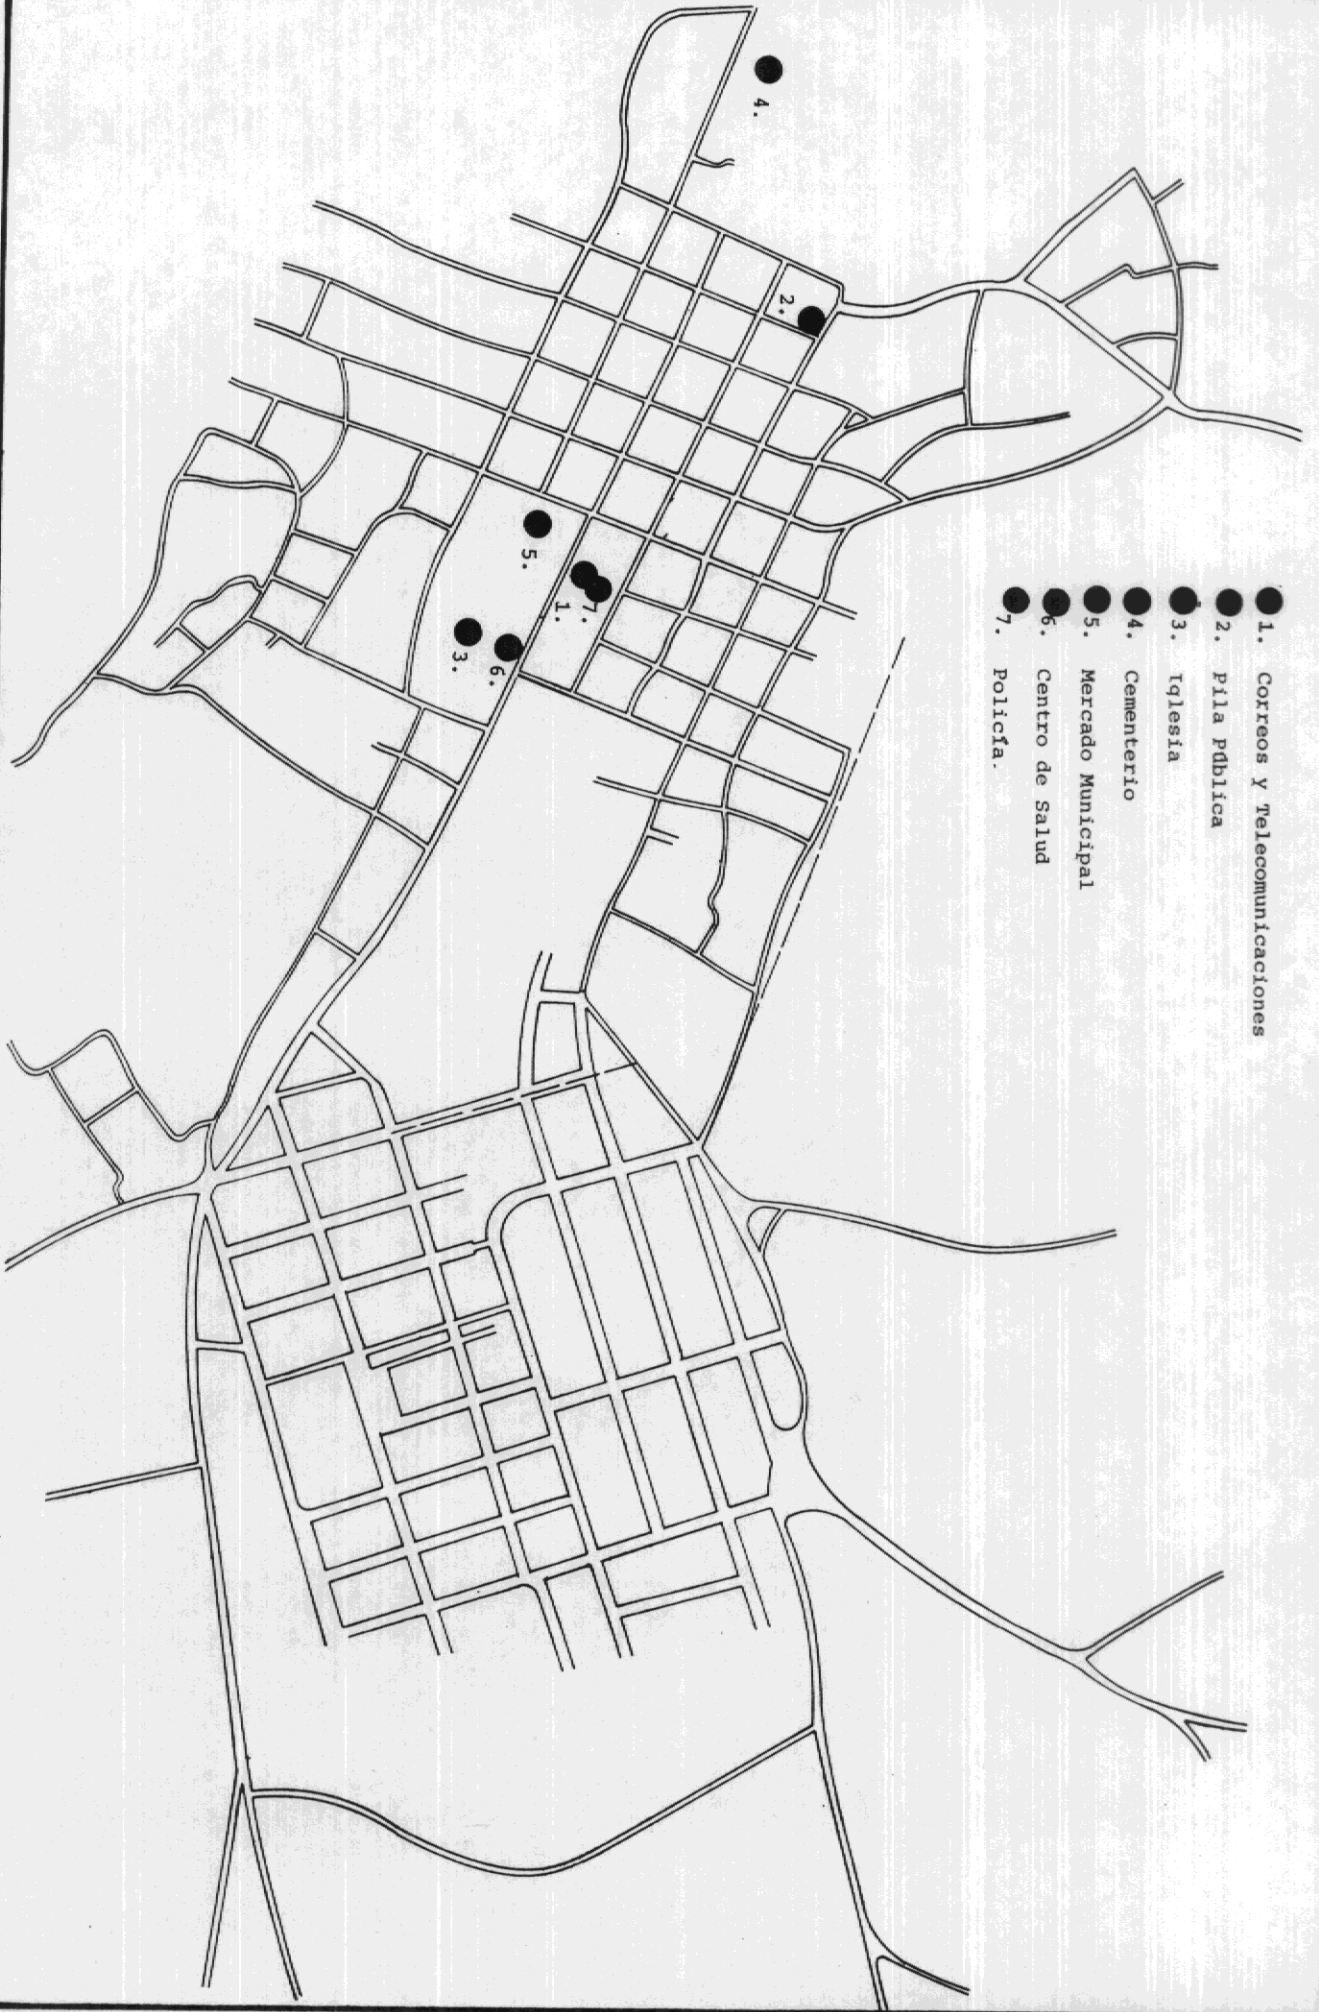 1. Correos y Telecomunicaciones
2. Pila Pública
3. Iglesia
4. Cementerio
5. Mercado Municipal
6. Centro de Salud
7. Policía.
4.
2.
5.
1.
7.
3.
6.